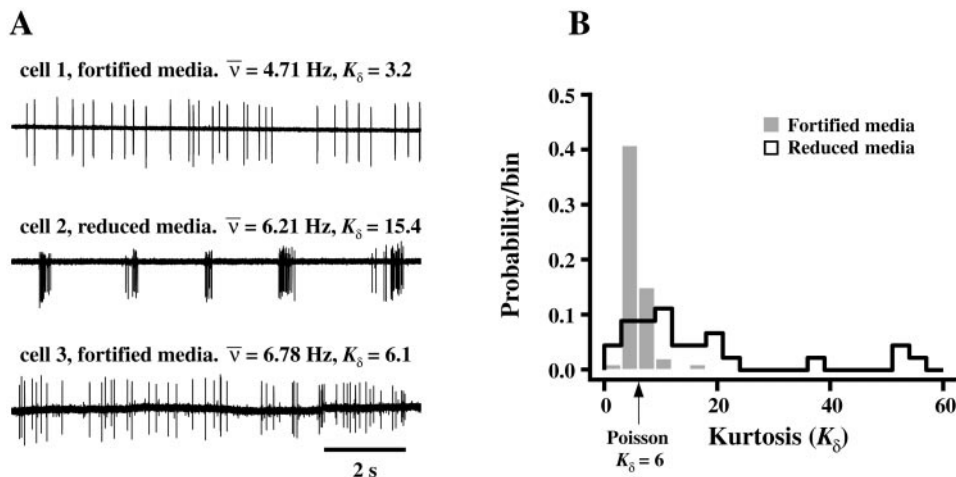 A
cell 1, fortified media. ν̅ = 4.71 Hz, Kδ = 3.2
cell 2, reduced media. ν̅ = 6.21 Hz, Kδ = 15.4
cell 3, fortified media. ν̅ = 6.78 Hz, Kδ = 6.1
2 s
B
Probability/bin
0.5
0.4
0.3
0.2
0.1
0.0
Fortified media
Reduced media
0 20 40 60
Poisson
Kδ = 6
Kurtosis (Kδ)